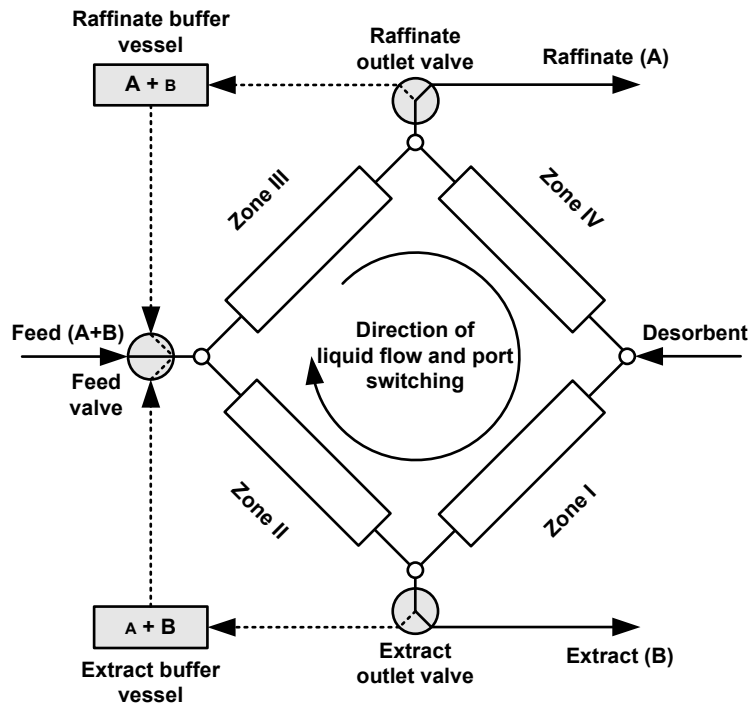 Raffinate buffer
vessel
A + B
Raffinate
outlet valve
Raffinate (A)
Zone III
Zone IV
Feed (A+B)
Feed
valve
Direction of
liquid flow and port
switching
Desorbent
Zone II
Zone I
A + B
Extract buffer
vessel
Extract
outlet valve
Extract (B)